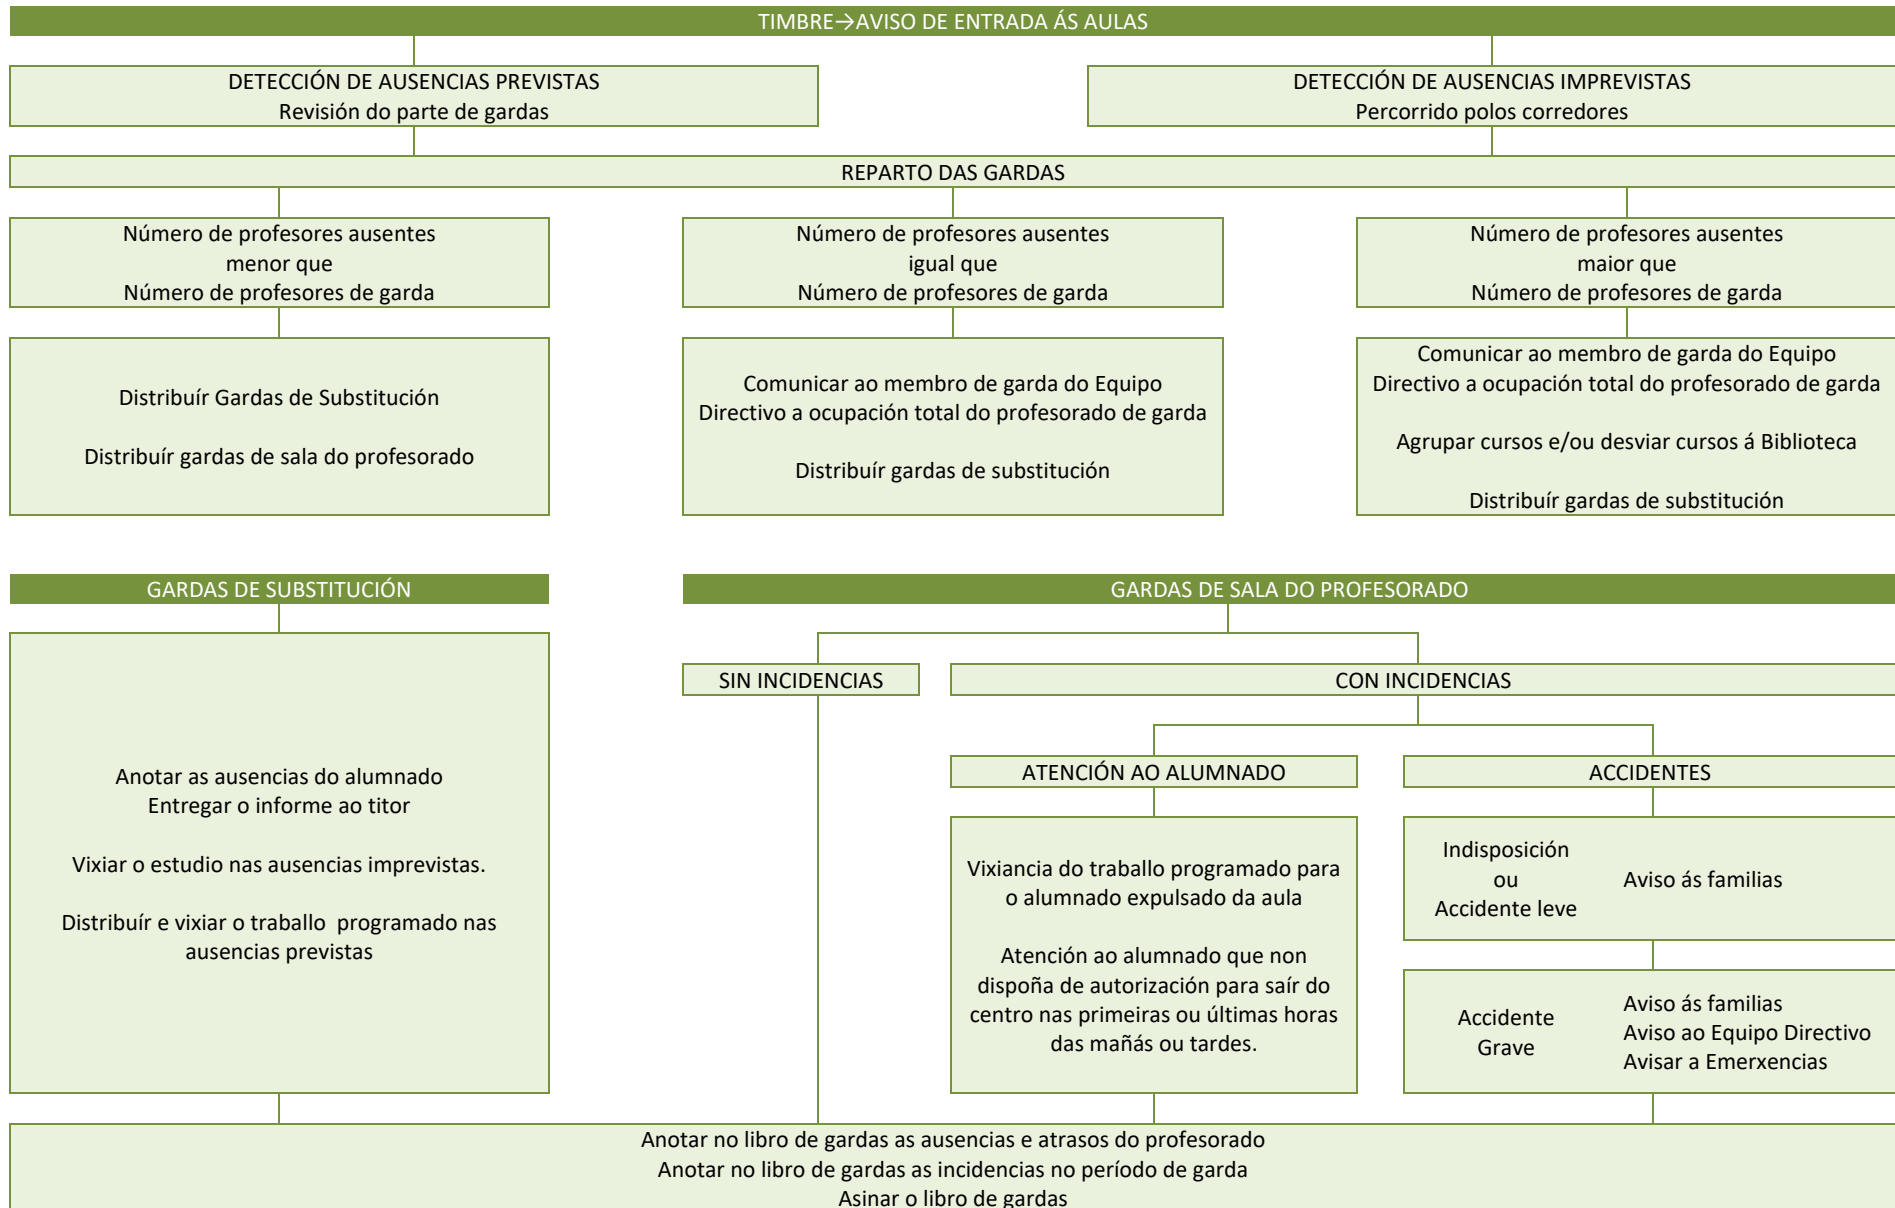 TIMBRE→AVISO DE ENTRADA ÁS AULAS
DETECCIÓN DE AUSENCIAS PREVISTAS
Revisión do parte de gardas
DETECCIÓN DE AUSENCIAS IMPREVISTAS
Percorrido polos corredores
REPARTO DAS GARDAS
Número de profesores ausentes
menor que
Número de profesores de garda
Número de profesores ausentes
igual que
Número de profesores de garda
Número de profesores ausentes
maior que
Número de profesores de garda
Distribuír Gardas de Substitución
Distribuír gardas de sala do profesorado
Comunicar ao membro de garda do Equipo
Directivo a ocupación total do profesorado de garda
Distribuír gardas de substitución
Comunicar ao membro de garda do Equipo
Directivo a ocupación total do profesorado de garda
Agrupar cursos e/ou desviar cursos á Biblioteca
Distribuír gardas de substitución
GARDAS DE SUBSTITUCIÓN
Anotar as ausencias do alumnado
Entregar o informe ao titor
Vixiar o estudio nas ausencias imprevistas.
Distribuír e vixiar o traballo programado nas
ausencias previstas
GARDAS DE SALA DO PROFESORADO
SIN INCIDENCIAS
CON INCIDENCIAS
ATENCIÓN AO ALUMNADO
Vixiancia do traballo programado para
o alumnado expulsado da aula
Atención ao alumnado que non
dispoña de autorización para saír do
centro nas primeiras ou últimas horas
das mañás ou tardes.
ACCIDENTES
Indisposición
ou
Accidente leve
Aviso ás familias
Accidente
Grave
Aviso ás familias
Aviso ao Equipo Directivo
Avisar a Emerxencias
Anotar no libro de gardas as ausencias e atrasos do profesorado
Anotar no libro de gardas as incidencias no período de garda
Asinar o libro de gardas